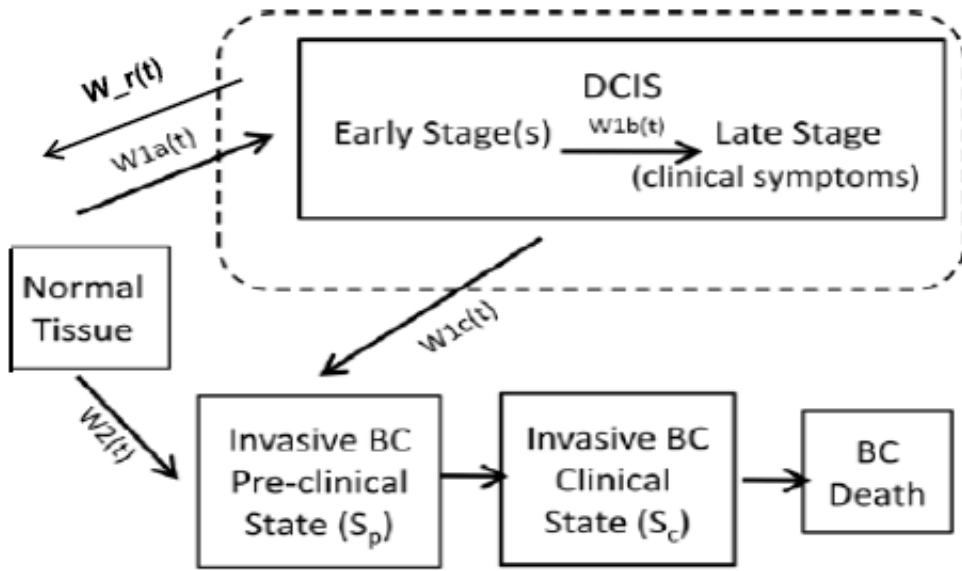 W_r(t)
W1a(t)
DCIS
Early Stage(s)
W1b(t)
Late Stage
(clinical symptoms)
Normal
Tissue
W1c(t)
W2(t)
Invasive BC
Pre-clinical
State (Sp)
Invasive BC
Clinical
State (Sc)
BC
Death